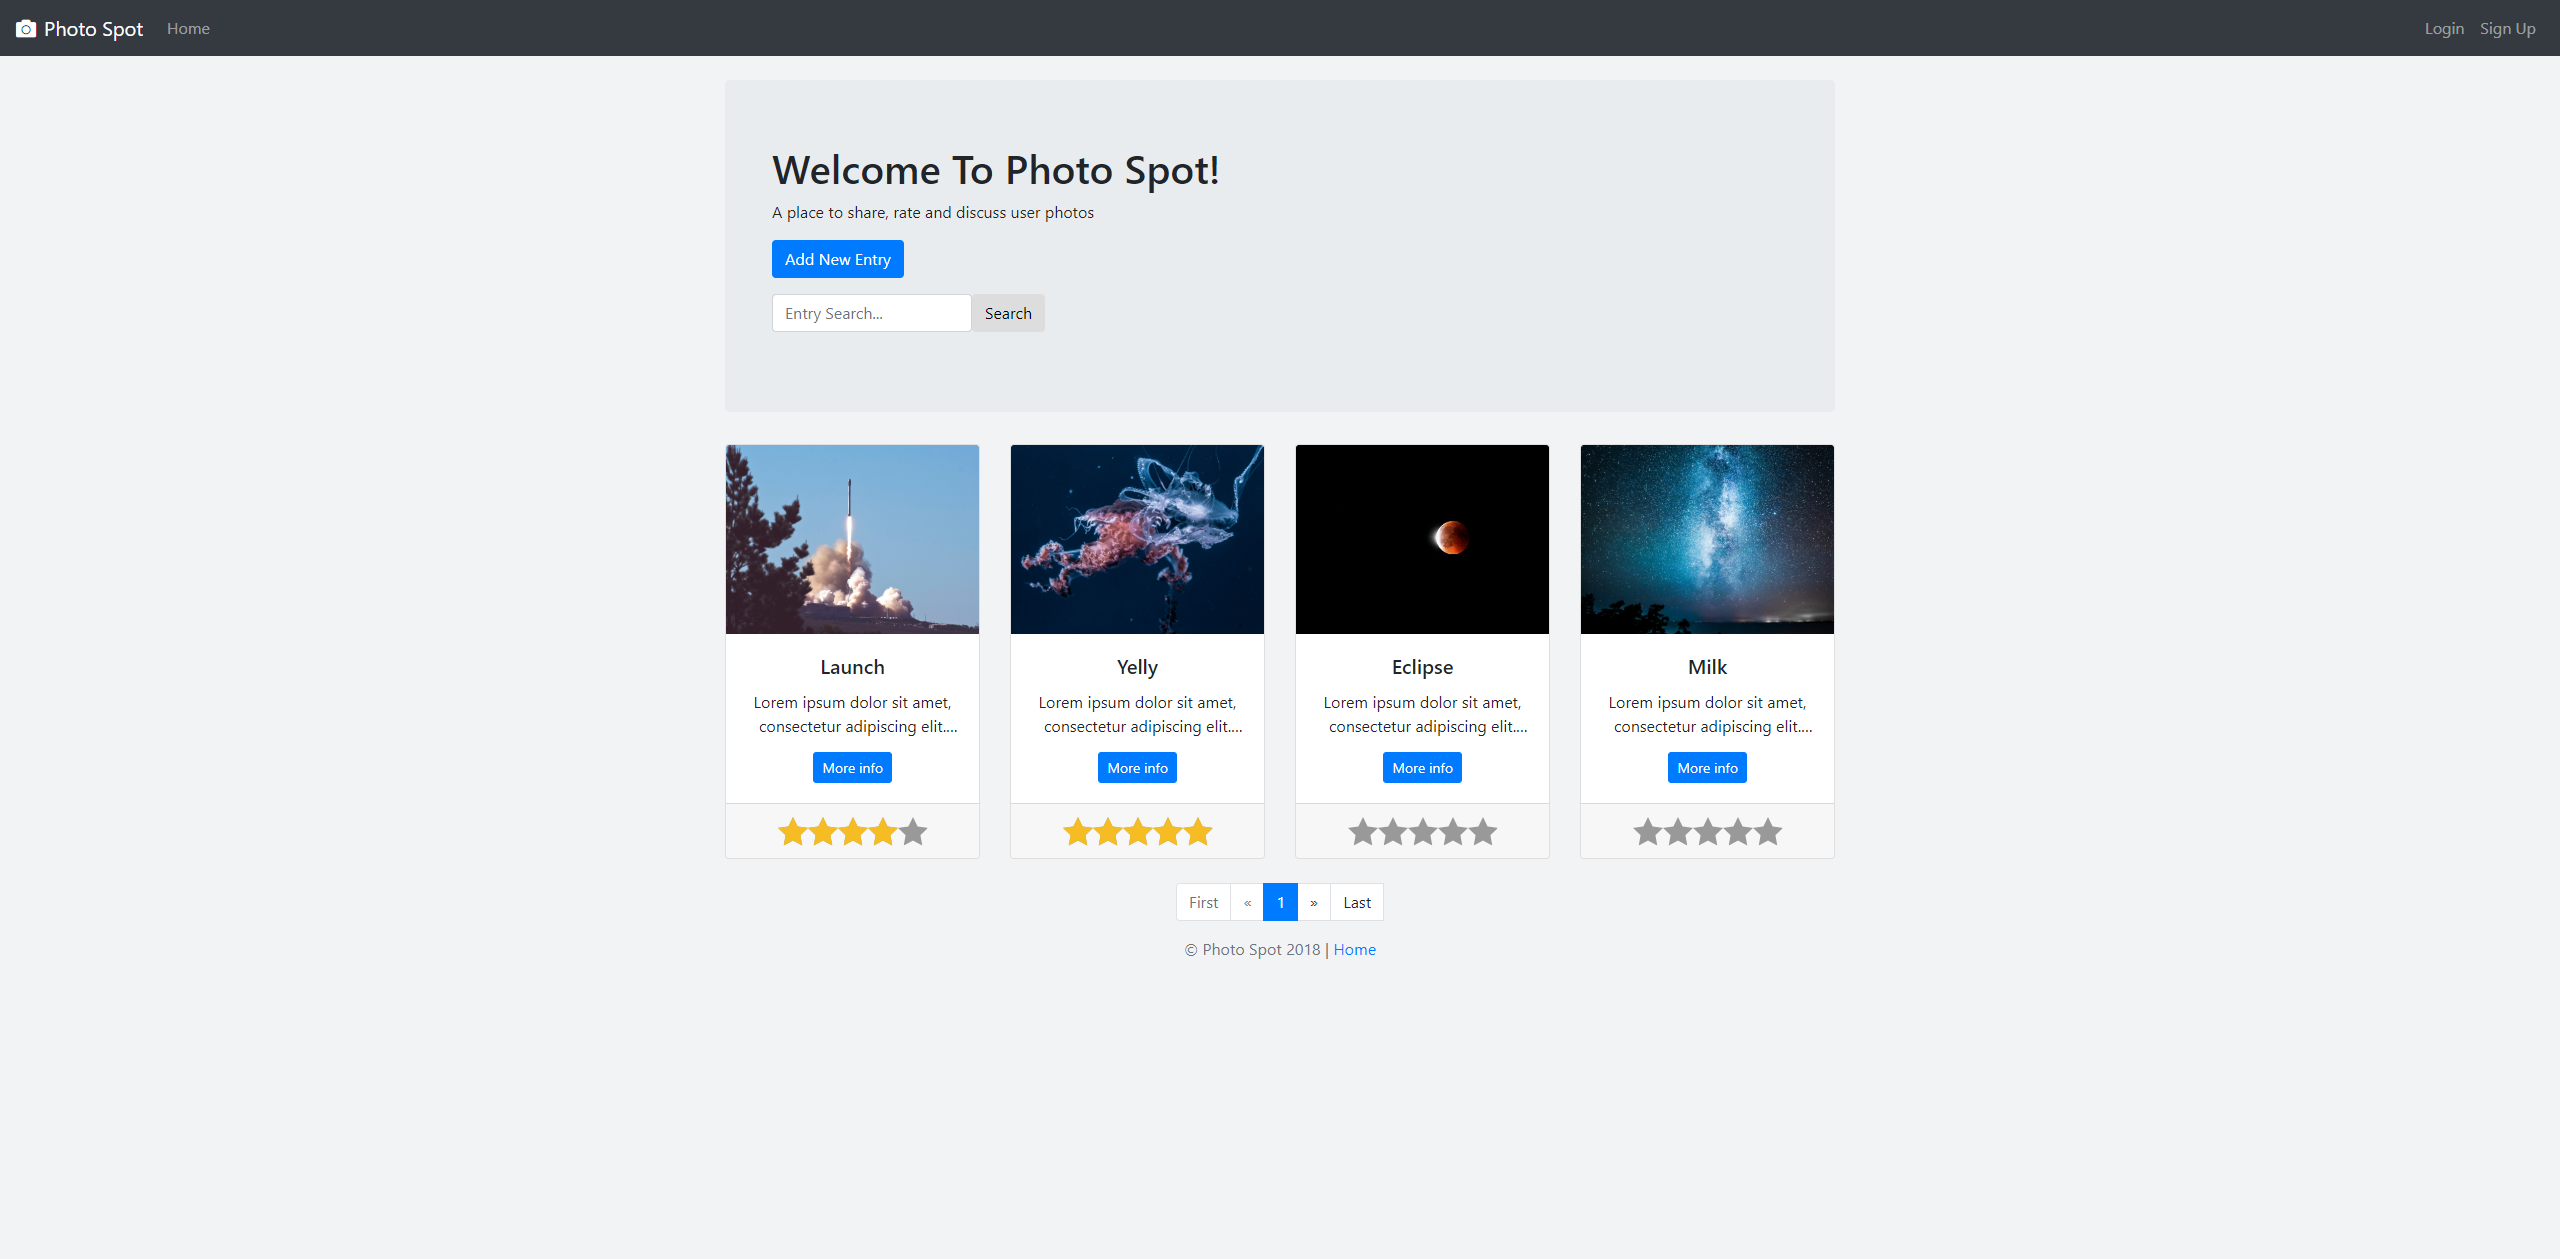 Photo Spot Home Login Sign Up
Welcome To Photo Spot!
A place to share, rate and discuss user photos
Add New Entry
Entry Search... Search
Launch
Lorem ipsum dolor sit amet,
consectetur adipiscing elit....
More info
Yelly
Lorem ipsum dolor sit amet,
consectetur adipiscing elit....
More info
Eclipse
Lorem ipsum dolor sit amet,
consectetur adipiscing elit....
More info
Milk
Lorem ipsum dolor sit amet,
consectetur adipiscing elit....
More info
First « 1 » Last
© Photo Spot 2018 | Home